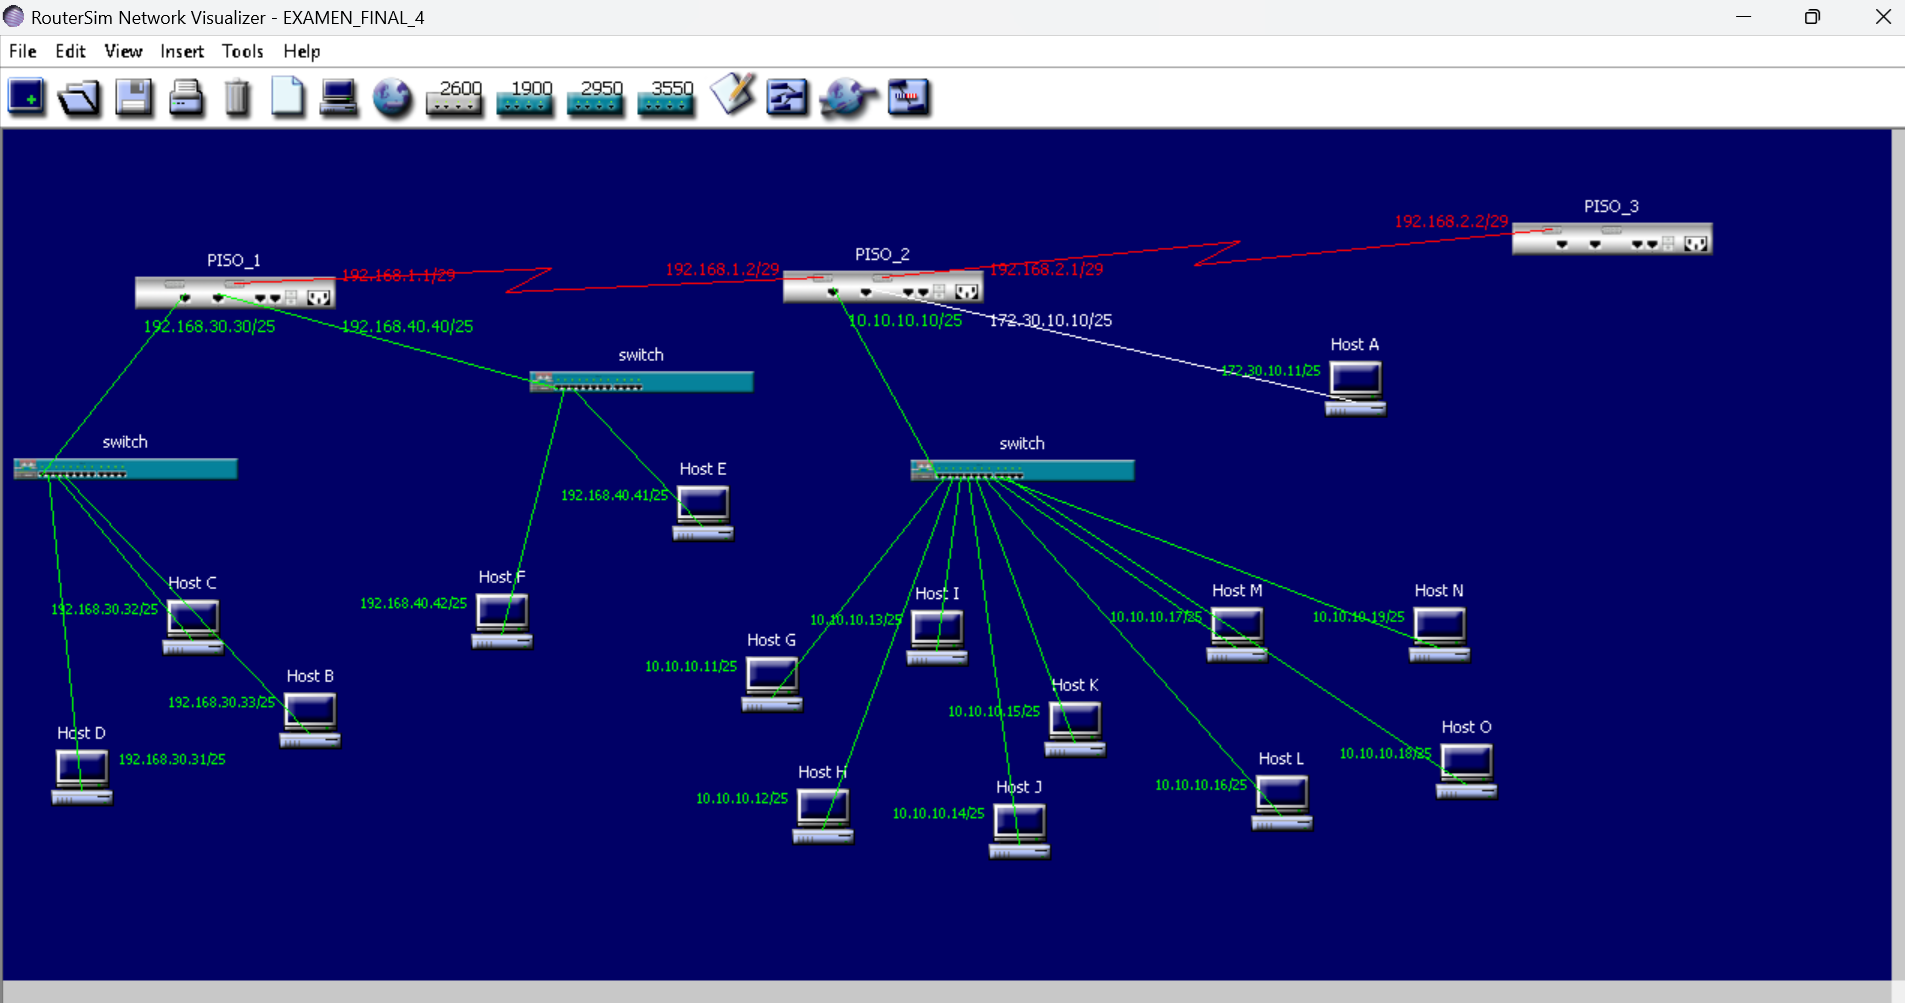 RouterSim Network Visualizer - EXAMEN_FINAL_4
File Edit View Insert Tools Help
2600 1900 2950 3550
PISO_3
192.168.2.2/29
PISO_1
PISO_2
192.168.1.1/29
192.168.1.2/29
192.168.2.1/29
192.168.30.30/25
192.168.40.40/25
10.10.10.10/25
172.30.10.10/25
Host A
172.30.10.11/25
switch
switch
switch
Host E
192.168.40.41/25
Host C
192.168.30.32/25
Host F
192.168.40.42/25
Host I
10.10.10.13/25
Host M
10.10.10.17/25
Host N
10.10.10.19/25
Host G
10.10.10.11/25
Host B
192.168.30.33/25
Host K
10.10.10.15/25
Host D
192.168.30.31/25
Host O
10.10.10.18/25
Host H
10.10.10.12/25
Host J
10.10.10.14/25
Host L
10.10.10.16/25